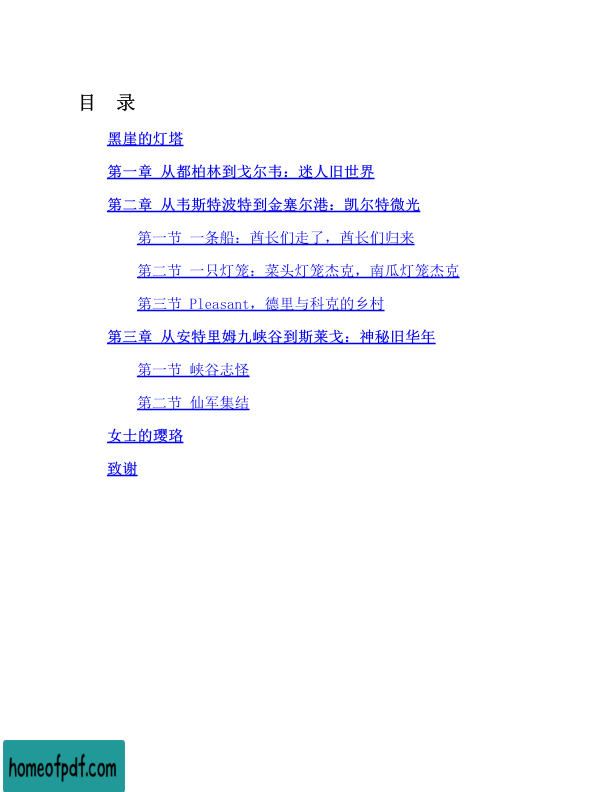 目 录
黑崖的灯塔
第一章 从都柏林到戈尔韦：迷人旧世界
第二章 从韦斯特波特到金塞尔港：凯尔特微光
第一节 一条船：酋长们走了，酋长们归来
第二节 一只灯笼：菜头灯笼杰克，南瓜灯笼杰克
第三节 Pleasant，德里与科克的乡村
第三章 从安特里姆九峡谷到斯莱戈：神秘旧华年
第一节 峡谷志怪
第二节 仙军集结
女士的璎珞
致谢
homeofpdf.com